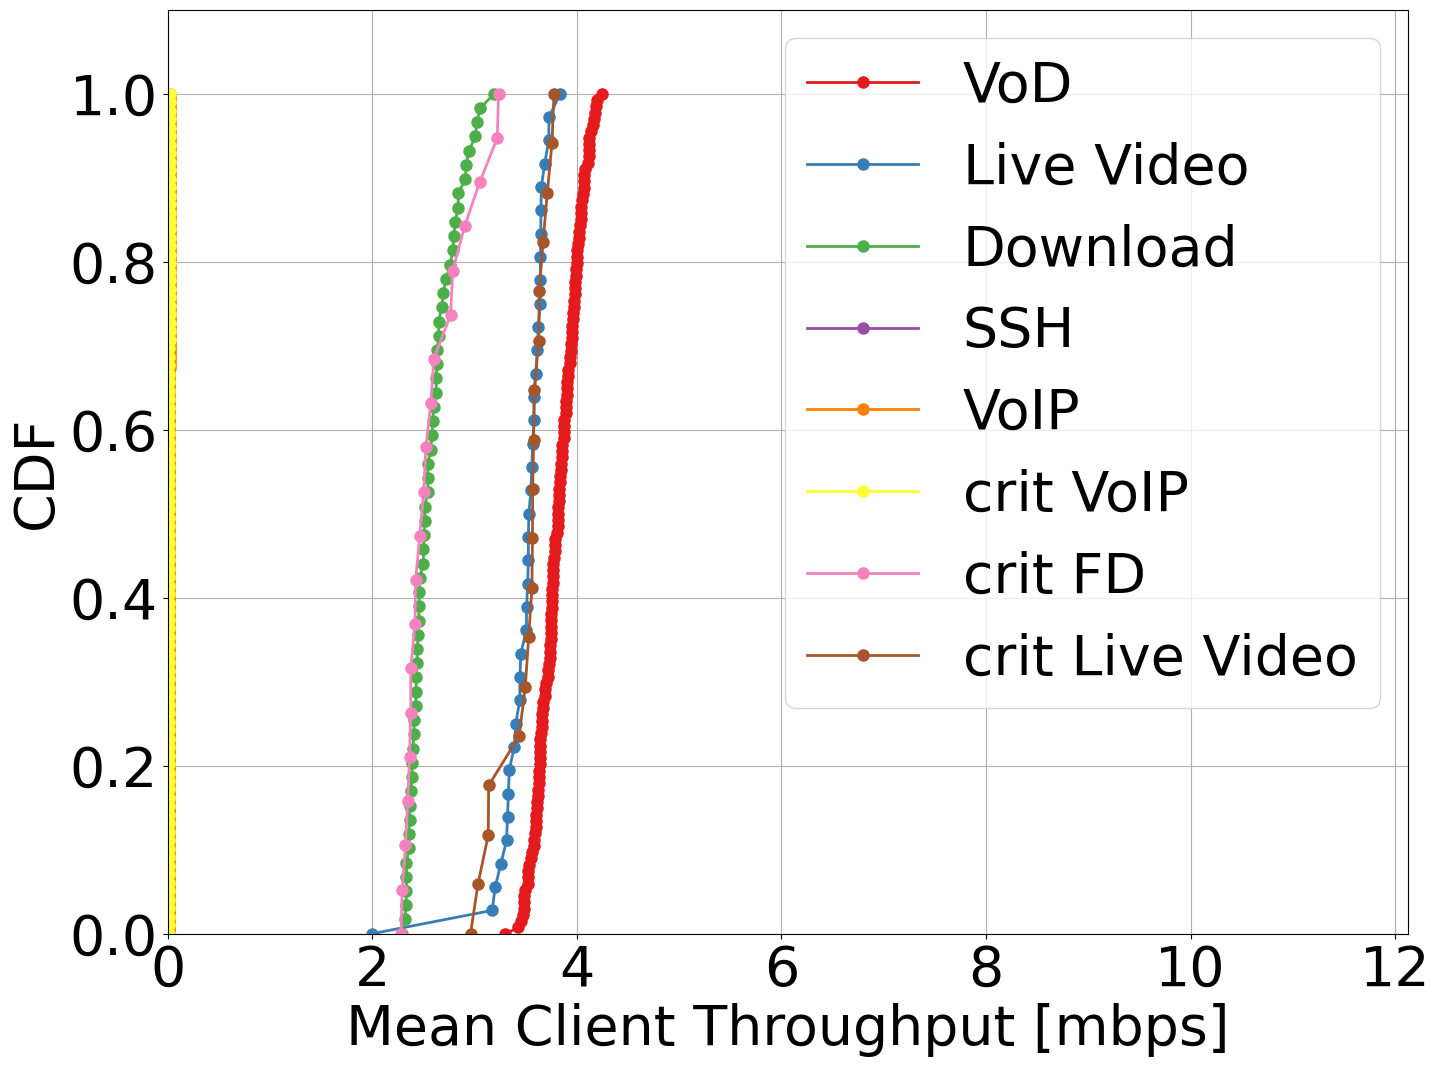 1.0
0.8
0.6
0.4
0.2
0.0
CDF
0 2 4 6 8 10 12
Mean Client Throughput [mbps]
VoD
Live Video
Download
SSH
VoIP
crit VoIP
crit FD
crit Live Video